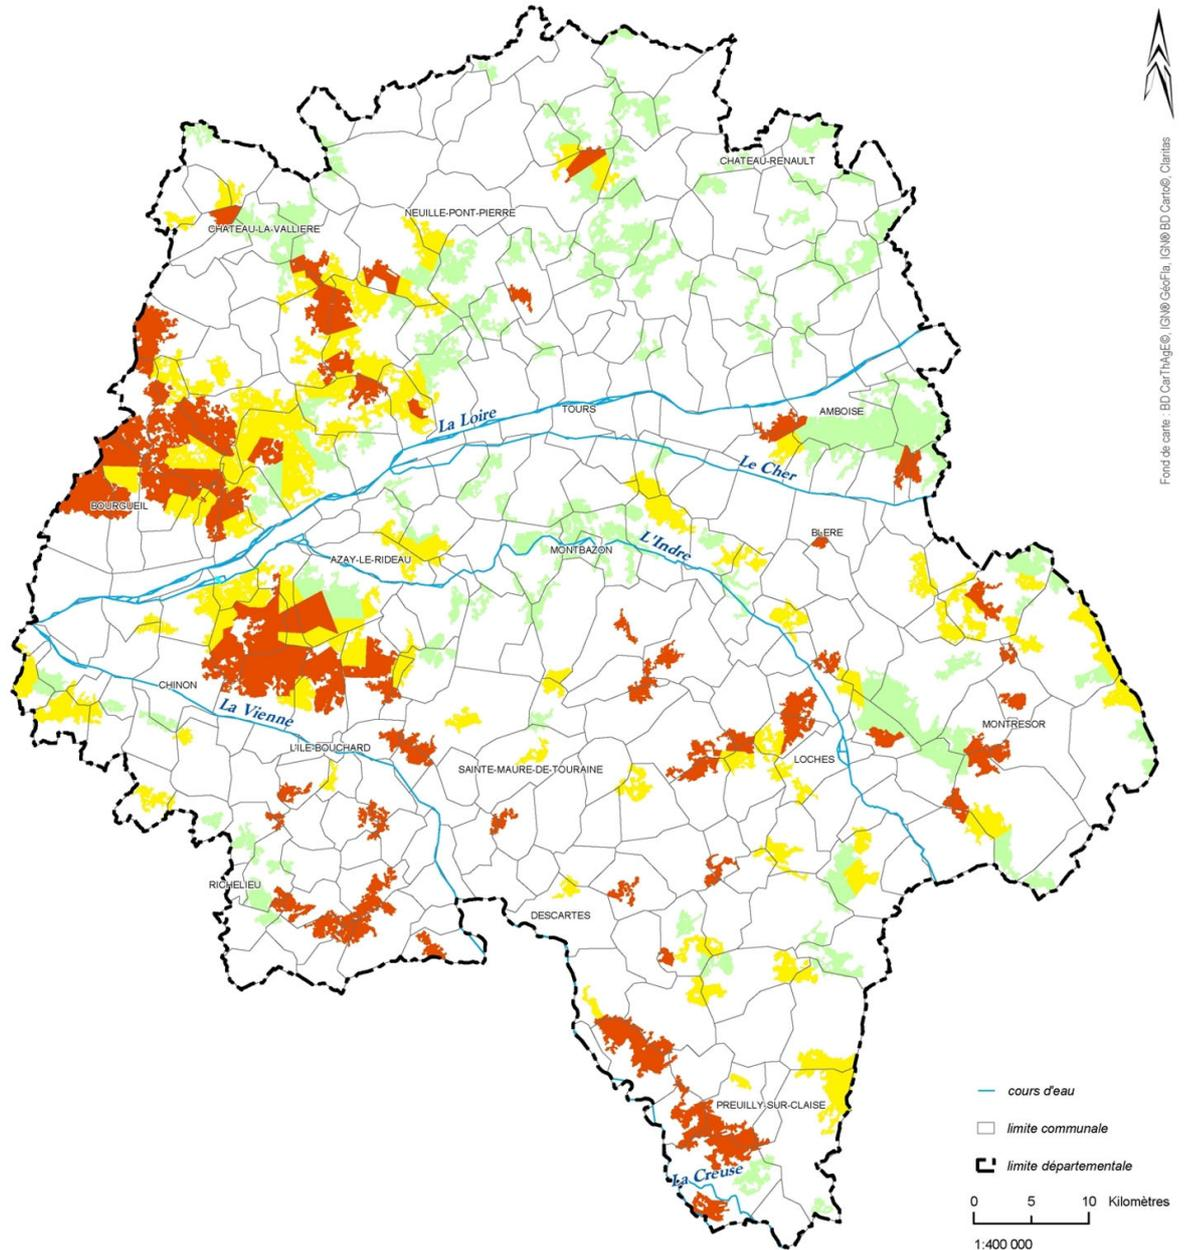 CHATEAU-RENAULT
NEUILLE-PONT-PIERRE
CHATEAU-LA-VALLIERE
La Loire
TOURS
AMBOISE
Le Cher
BOURGUEIL
BLERE
L'Indre
MONTBAZON
AZAY-LE-RIDEAU
CHINON
La Vienne
MONTRESOR
L'ILE-BOUCHARD
LOCHES
SAINTE-MAURE-DE-TOURAINE
RICHELIEU
DESCARTES
PREUILLY-SUR-CLAISE
La Creuse
Fond de carte : BD CarThAgE©, IGN® GéoFla, IGN® BD Carto©, Claritas
cours d'eau
limite communale
limite départementale
0 5 10 Kilomètres
1:400 000